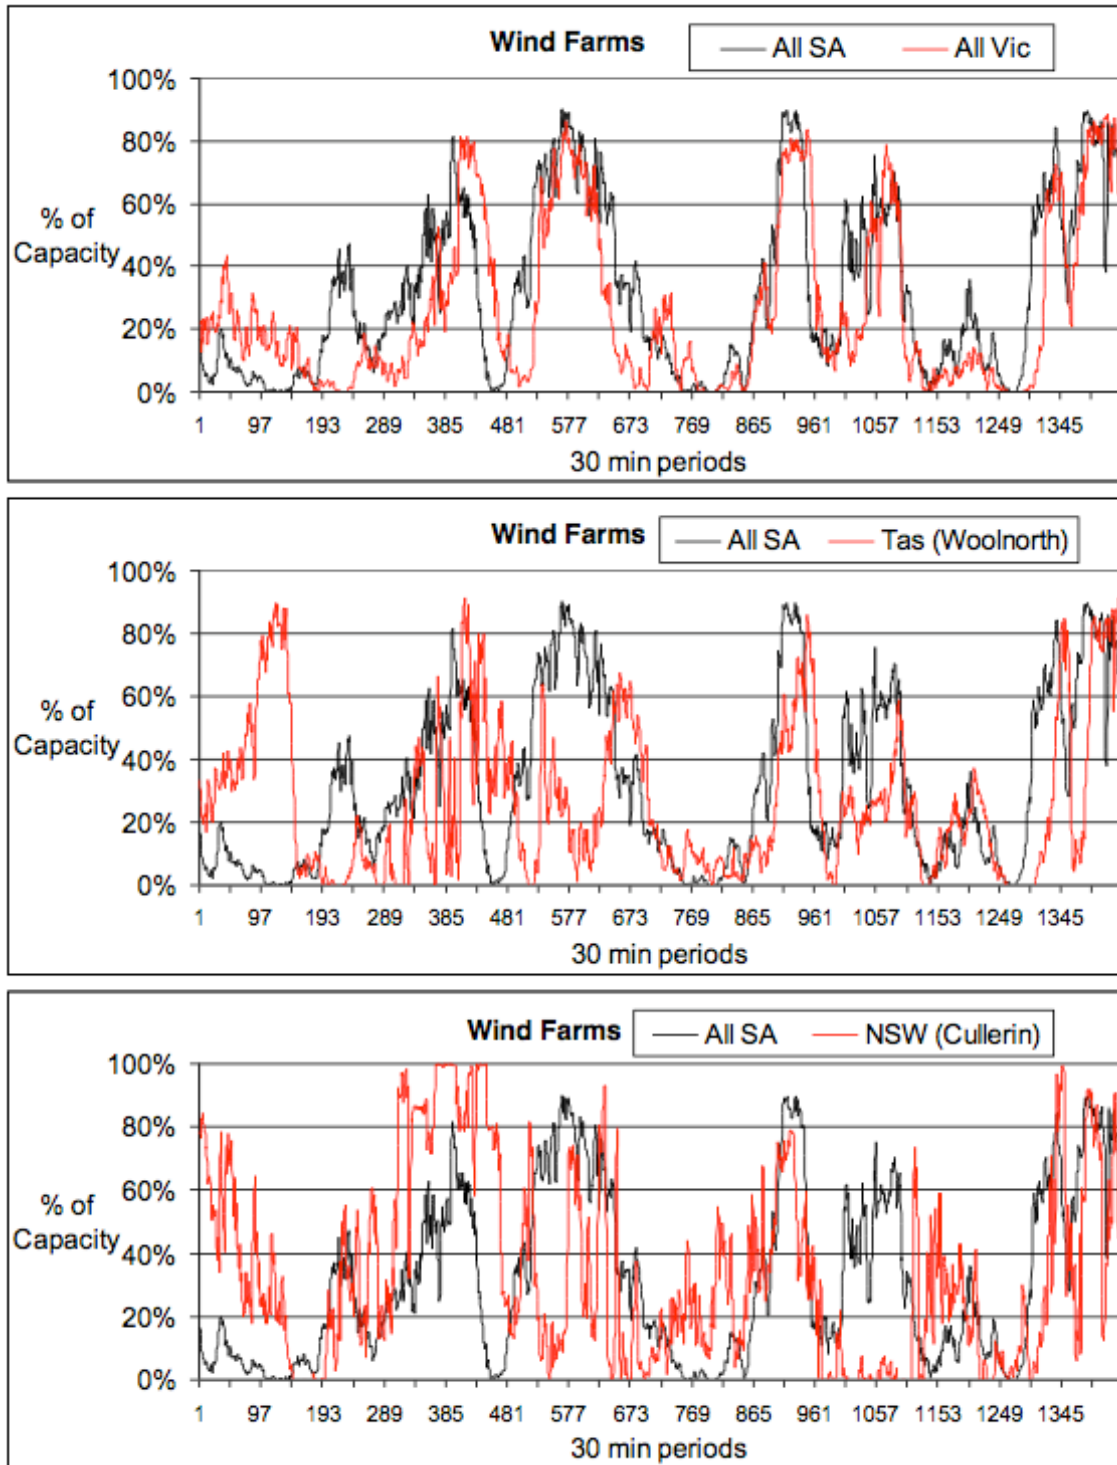 Wind Farms All SA All Vic
100%
80%
60%
40%
20%
0%
% of
Capacity
1 97 193 289 385 481 577 673 769 865 961 1057 1153 1249 1345
30 min periods
Wind Farms All SA Tas (Woolnorth)
100%
80%
60%
40%
20%
0%
% of
Capacity
1 97 193 289 385 481 577 673 769 865 961 1057 1153 1249 1345
30 min periods
Wind Farms All SA NSW (Cullerin)
100%
80%
60%
40%
20%
0%
% of
Capacity
1 97 193 289 385 481 577 673 769 865 961 1057 1153 1249 1345
30 min periods